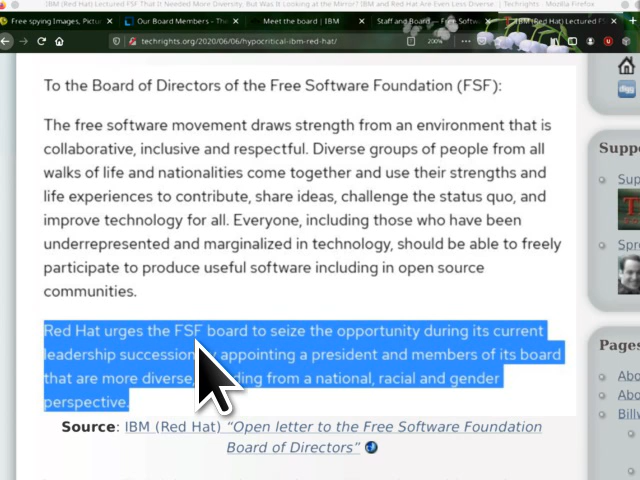 IBM (Red Hat) Lectured FSF That It Needed More Diversity, But Was It Looking at the Mirror? IBM and Red Hat Are Even Less Diverse | Techrights - Mozilla Firefox
Free spying Images, Pictu
Our Board Members - Th
Meet the board | IBM
Staff and Board — Free Softw
IBM (Red Hat) Lectured FS
techrights.org/2020/06/06/hypocritical-ibm-red-hat/
200%
To the Board of Directors of the Free Software Foundation (FSF):
The free software movement draws strength from an environment that is
collaborative, inclusive and respectful. Diverse groups of people from all
walks of life and nationalities come together and use their strengths and
life experiences to contribute, share ideas, challenge the status quo, and
improve technology for all. Everyone, including those who have been
underrepresented and marginalized in technology, should be able to freely
participate to produce useful software including in open source
communities.
Red Hat urges the FSF board to seize the opportunity during its current
leadership succession appointing a president and members of its board
that are more diverse, from a national, racial and gender
perspective.
Source: IBM (Red Hat) “Open letter to the Free Software Foundation
Board of Directors”
digg
Suppo
Sup
Spre
Pages
Abo
Abo
Billw